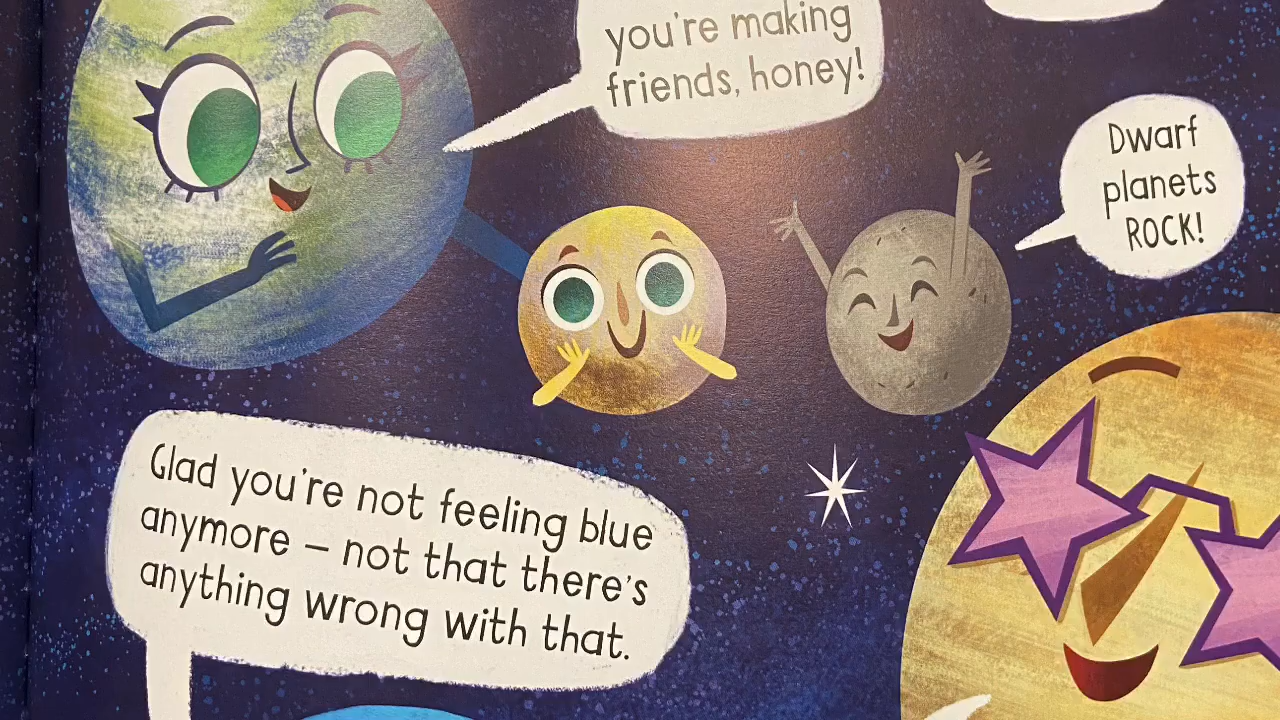 you're making
friends, honey!
Dwarf
planets
ROCK!
Glad you're not feeling blue
anymore – not that there's
anything wrong with that.